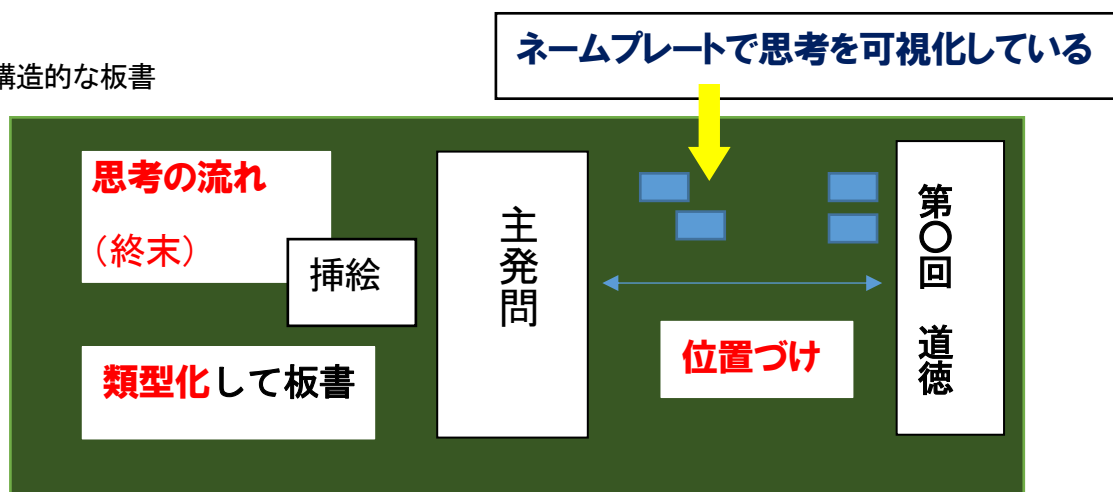 ネームプレートで思考を可視化している
構造的な板書
思考の流れ
（終末）
挿絵
類型化して板書
主発問
位置づけ
第〇回　道徳